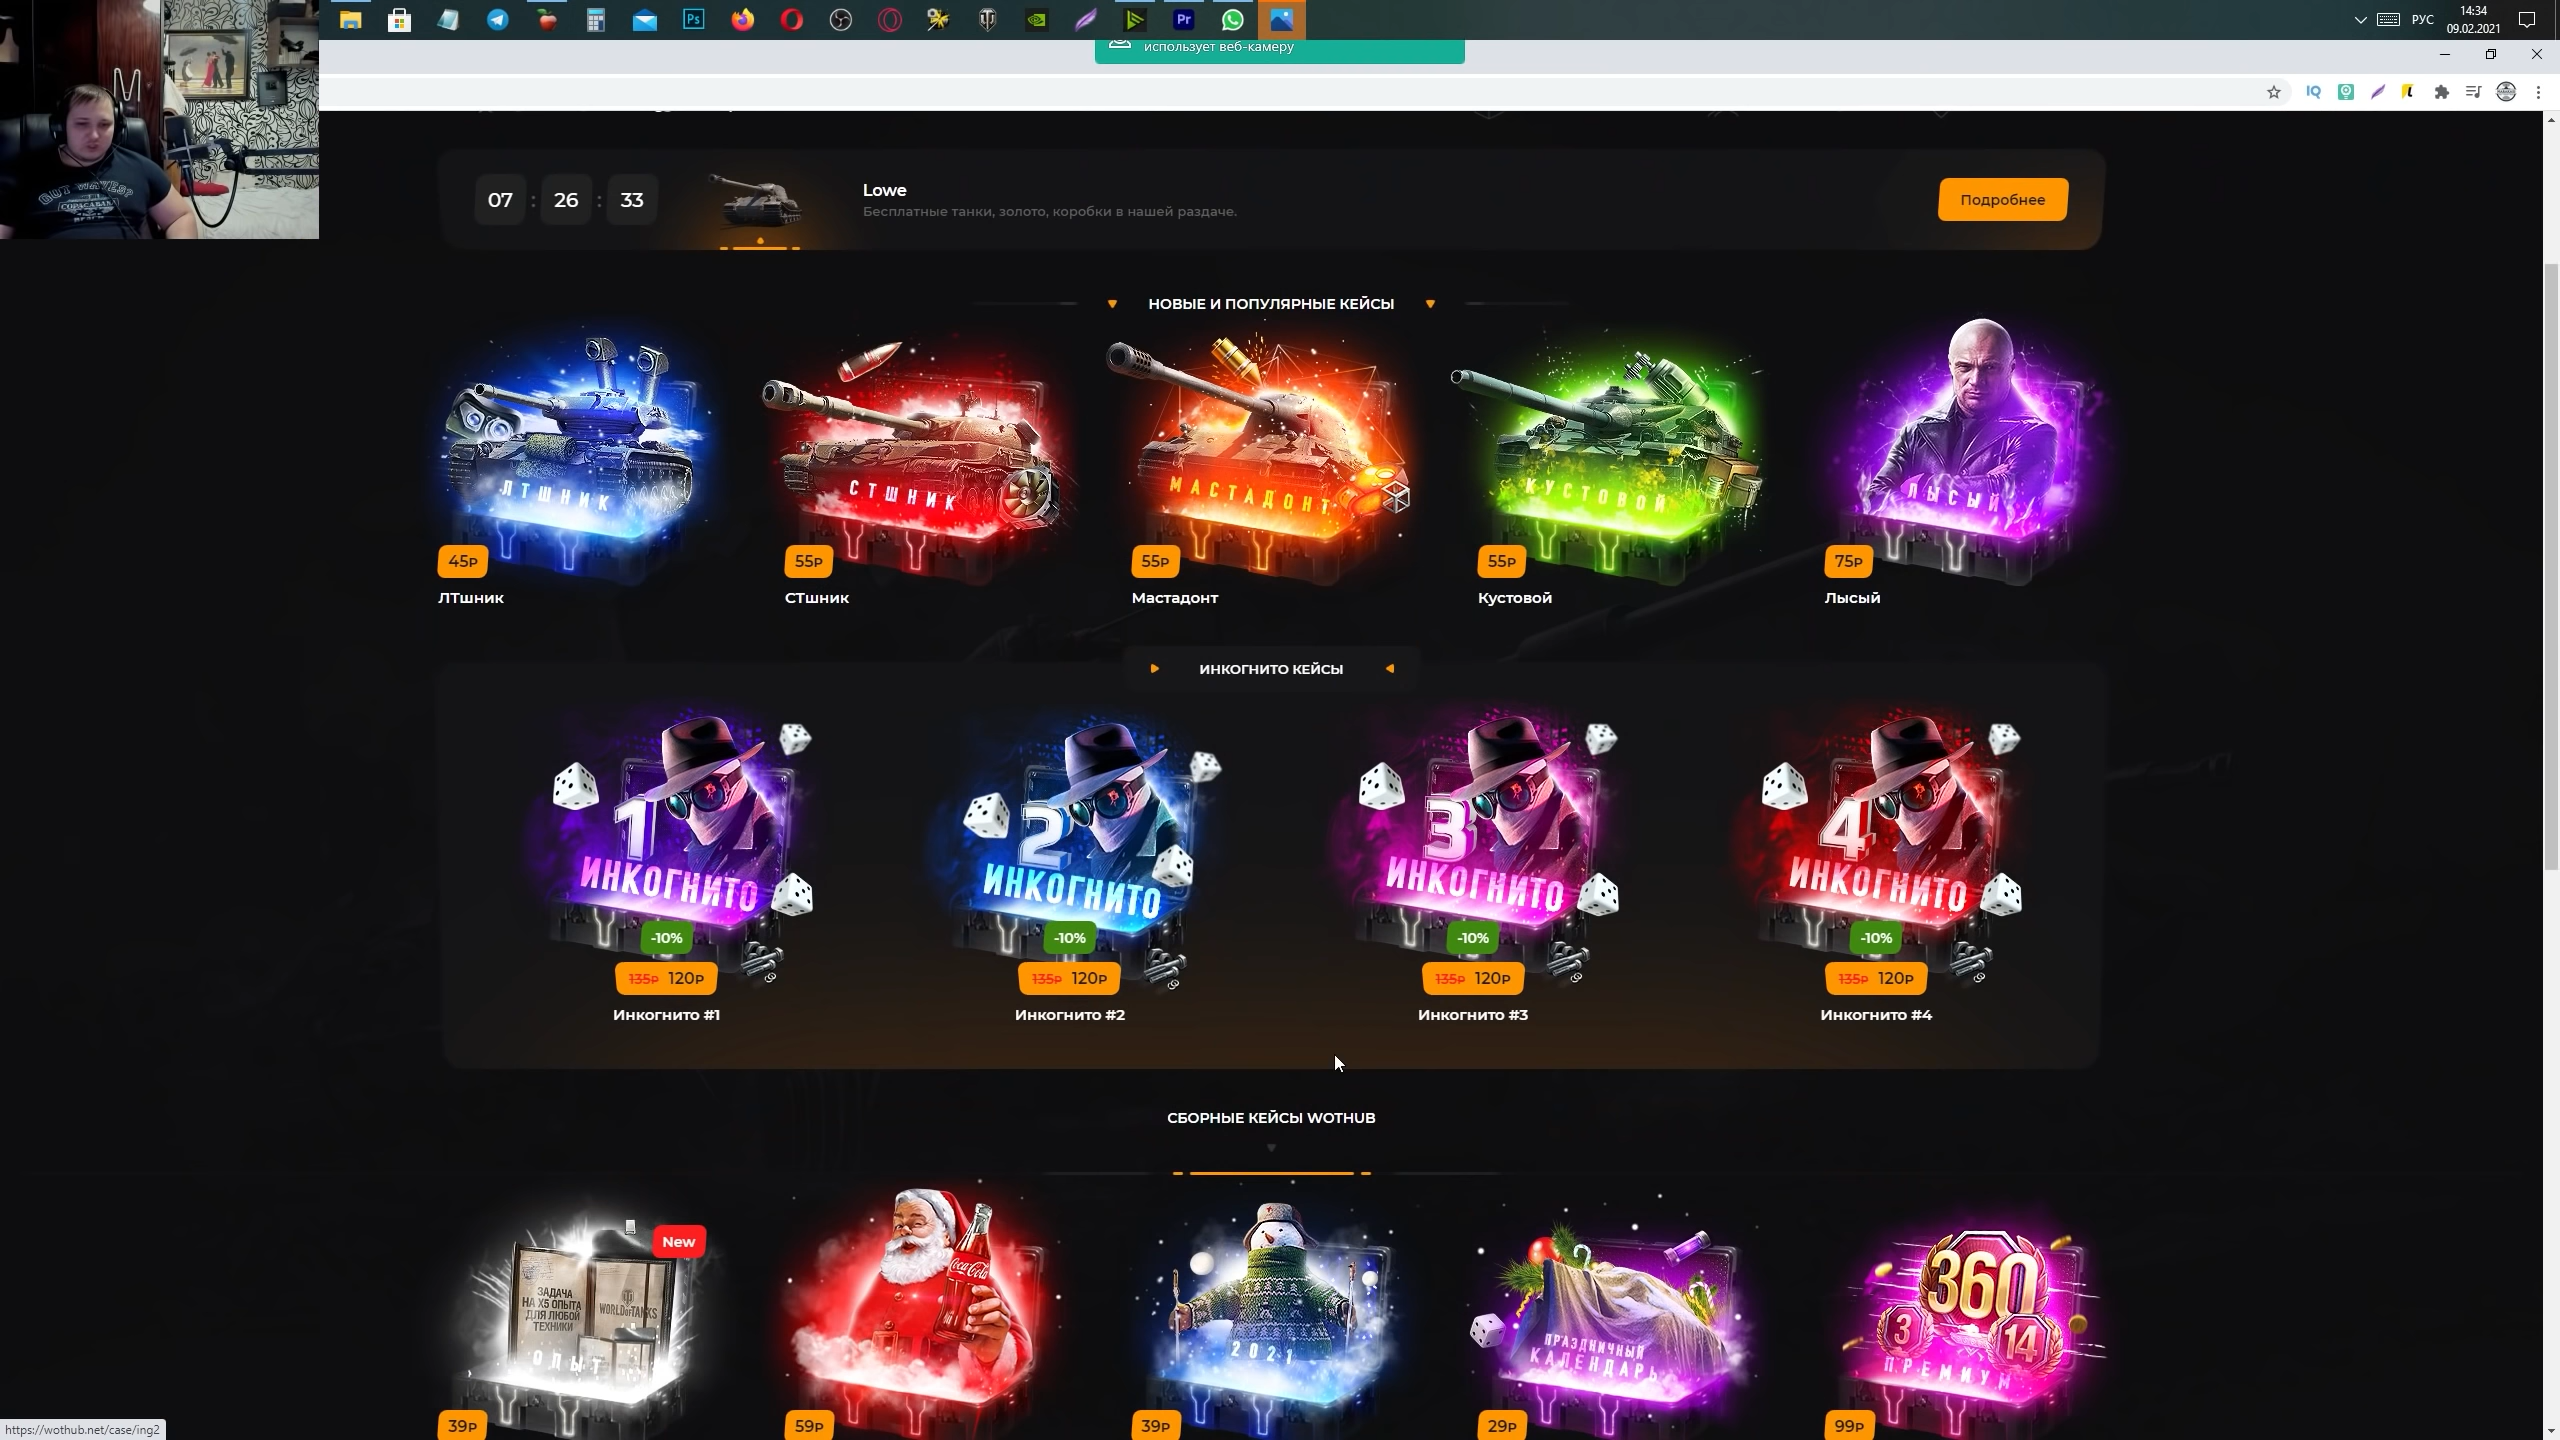 РУС
14:34
09.02.2021
использует веб-камеру
IQ
GOT WAVES?
COPACABANA
07 : 26 : 33
Lowe
Бесплатные танки, золото, коробки в нашей раздаче.
Подробнее
НОВЫЕ И ПОПУЛЯРНЫЕ КЕЙСЫ
ЛТШНИК
СТШНИК
МАСТАДОНТ
КУСТОВОЙ
ЛЫСЫЙ
45Р
55Р
55Р
55Р
75Р
ЛТшник
СТшник
Мастадонт
Кустовой
Лысый
ИНКОГНИТО КЕЙСЫ
1
ИНКОГНИТО
2
ИНКОГНИТО
3
ИНКОГНИТО
4
ИНКОГНИТО
-10%
-10%
-10%
-10%
135Р 120Р
135Р 120Р
135Р 120Р
135Р 120Р
Инкогнито #1
Инкогнито #2
Инкогнито #3
Инкогнито #4
СБОРНЫЕ КЕЙСЫ WOTHUB
New
ЗАДАЧА
НА Х5 ОПЫТА
ДЛЯ ЛЮБОЙ
ТЕХНИКИ
WORLD OF TANKS
ОПЫТ
Coca-Cola
2021
ПРАЗДНИЧНЫЙ
КАЛЕНДАРЬ
360
3
14
ПРЕМИУМ
39Р
59Р
39Р
29Р
99Р
https://wothub.net/case/ing2